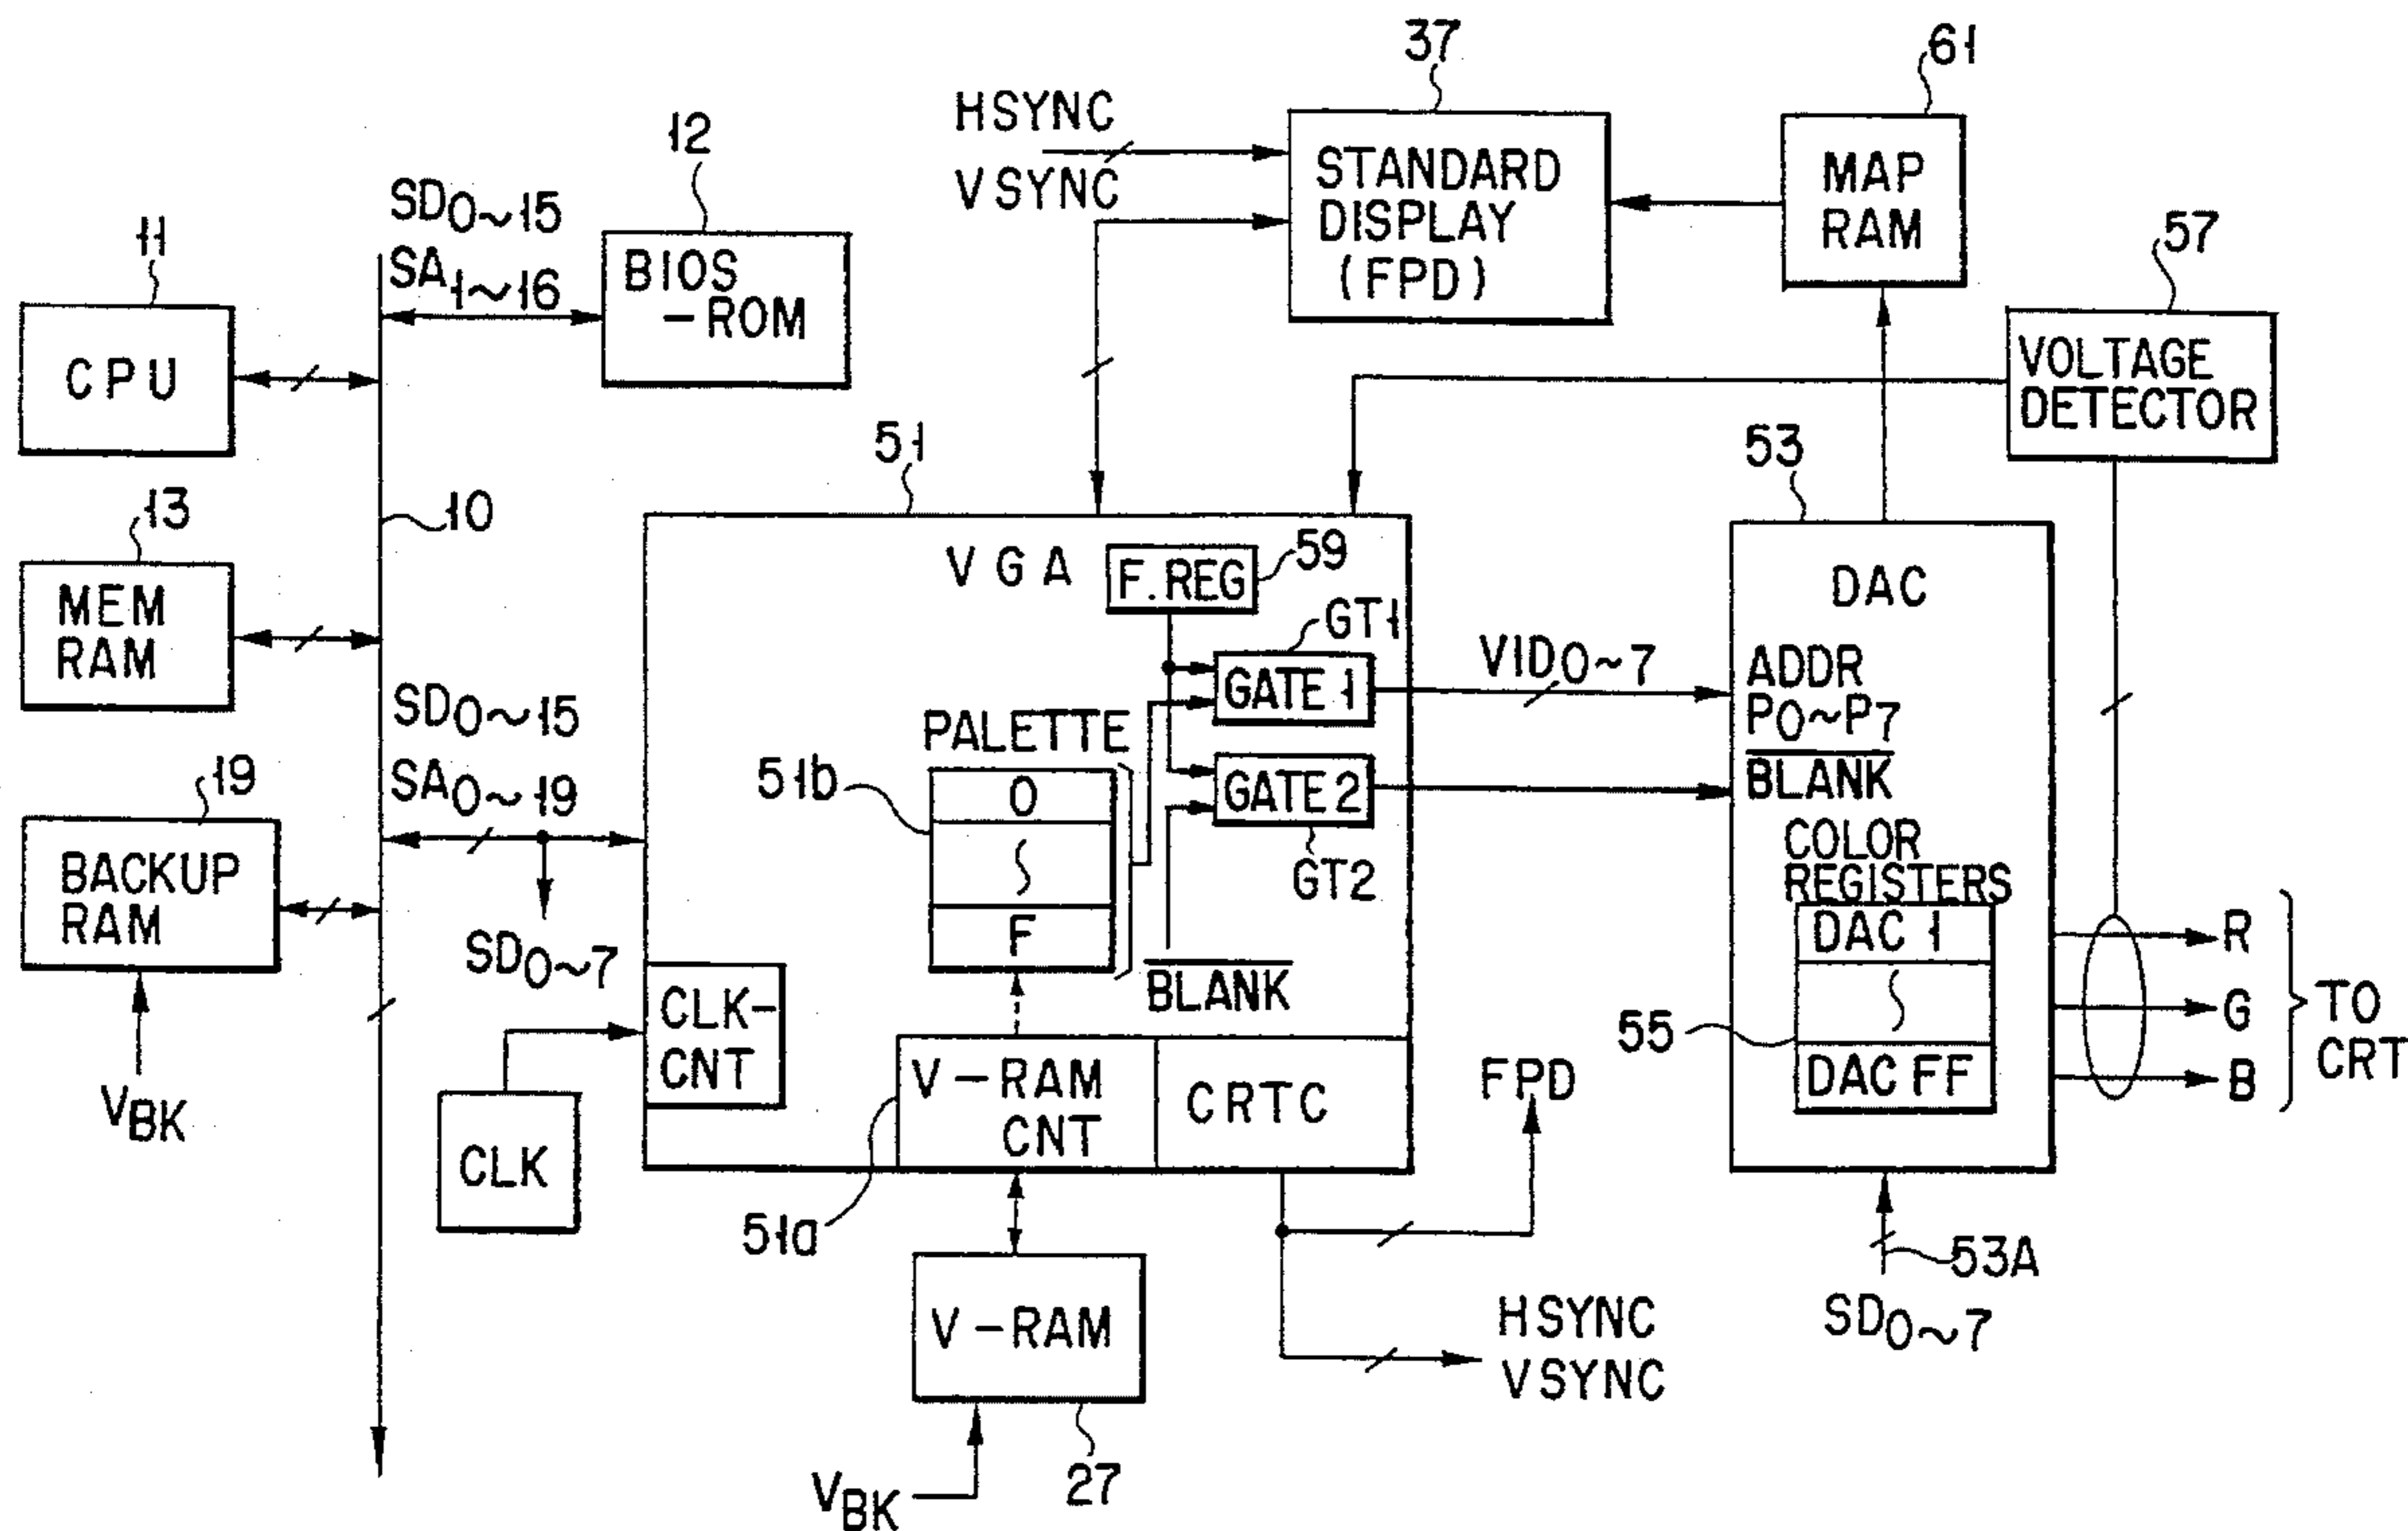 37
61
HSYNC
VSYNC
STANDARD
DISPLAY
(FPD)
MAP
RAM
12
SD0~15
SA1~16
BIOS
-ROM
57
VOLTAGE
DETECTOR
11
CPU
51
53
13
MEM
RAM
10
VGA
F. REG
59
GT1
GATE 1
VID0~7
DAC
ADDR
P0~P7
BLANK
SD0~15
SA0~19
PALETTE
51b
0
F
GATE 2
GT2
19
BACKUP
RAM
VBK
SD0~7
COLOR
REGISTERS
DAC 1
DAC FF
55
R
G
B
TO
CRT
BLANK
CLK-
CNT
CLK
V-RAM
CNT
CRTC
FPD
51a
V-RAM
27
VBK
HSYNC
VSYNC
53A
SD0~7